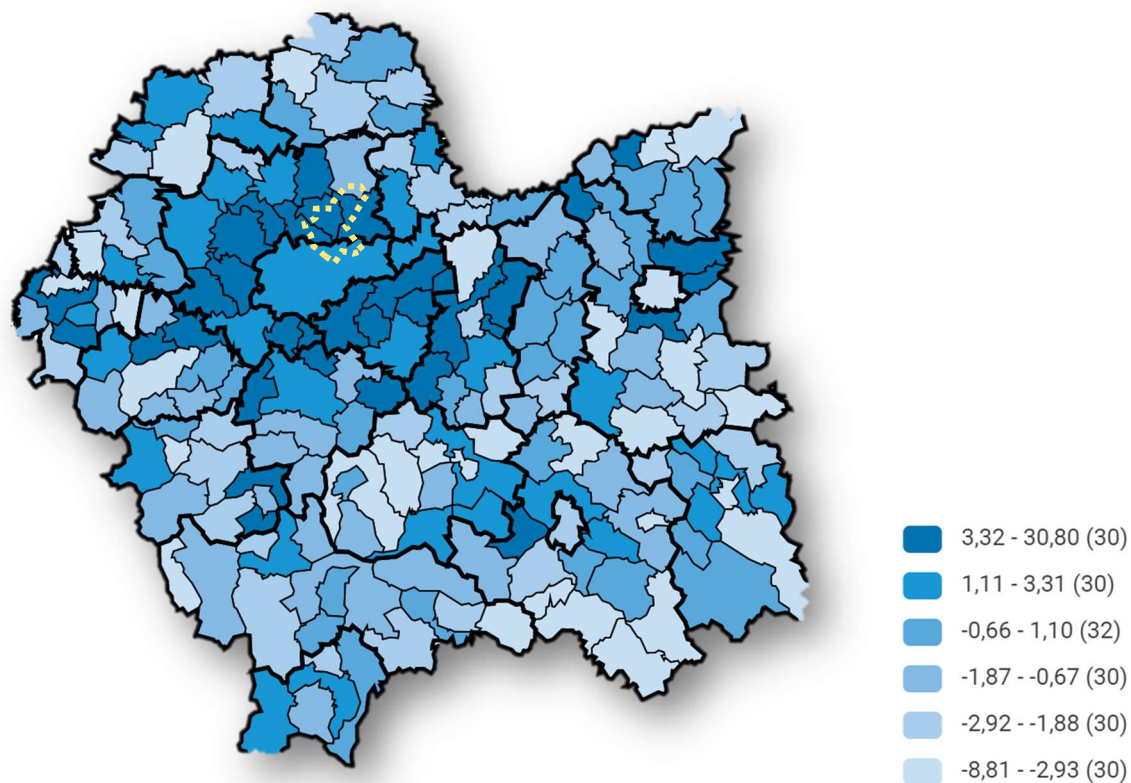 3,32 - 30,80 (30)
1,11 - 3,31 (30)
-0,66 - 1,10 (32)
-1,87 - -0,67 (30)
-2,92 - -1,88 (30)
-8,81 - -2,93 (30)